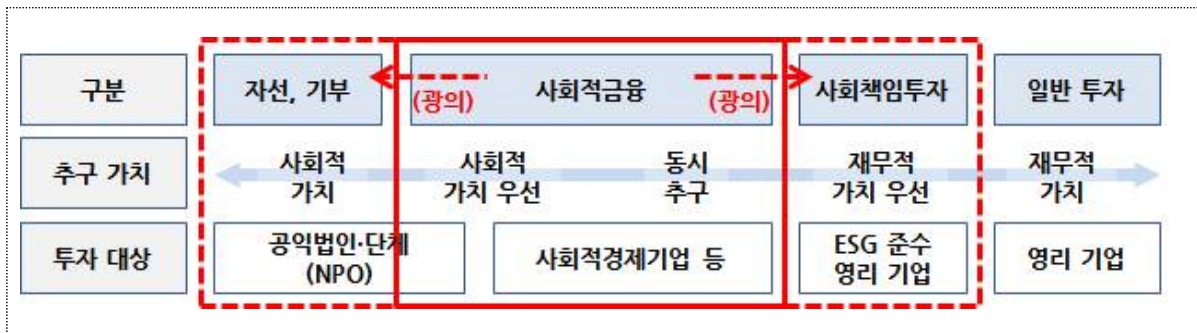 구분
자선, 기부
(광의)
사회적금융
(광의)
사회책임투자
일반 투자
추구 가치
사회적
가치
사회적
가치 우선
동시
추구
재무적
가치 우선
재무적
가치
투자 대상
공익법인·단체
(NPO)
사회적경제기업 등
ESG 준수
영리 기업
영리 기업